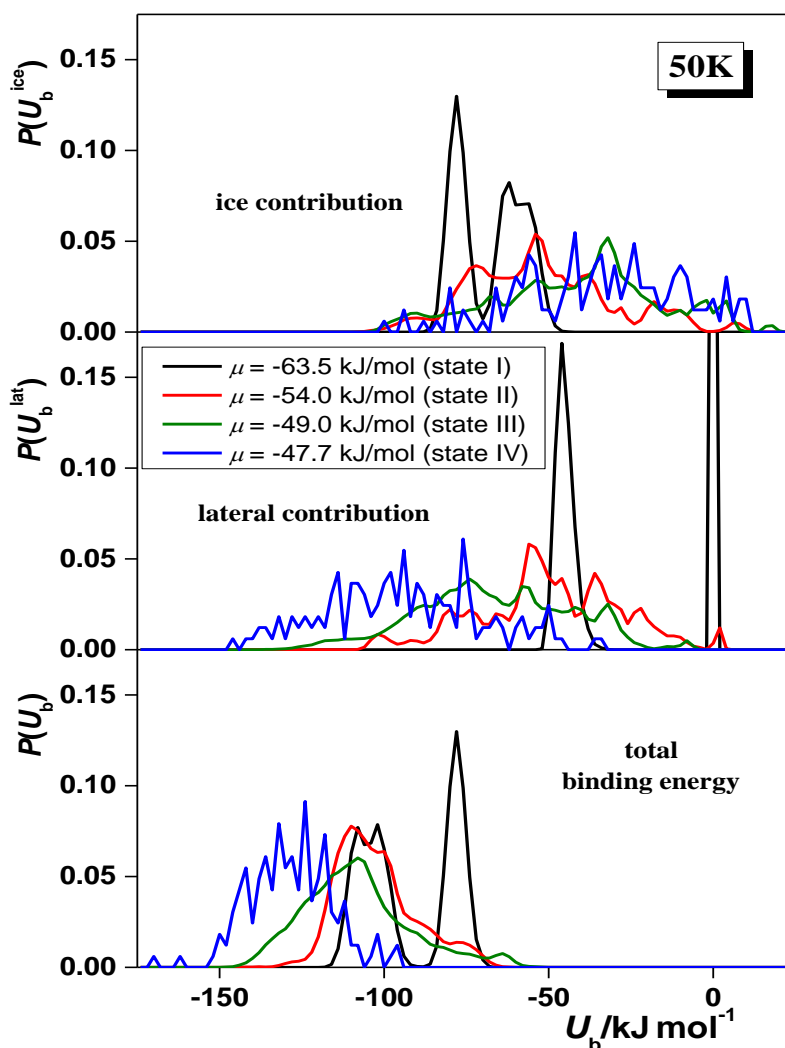 50K
P(U_b^ice)
0.15
0.10
0.05
0.00
ice contribution
P(U_b^lat)
0.15
0.10
0.05
0.00
μ = -63.5 kJ/mol (state I)
μ = -54.0 kJ/mol (state II)
μ = -49.0 kJ/mol (state III)
μ = -47.7 kJ/mol (state IV)
lateral contribution
P(U_b)
0.15
0.10
0.05
0.00
total
binding energy
-150
-100
-50
0
U_b/kJ mol^-1